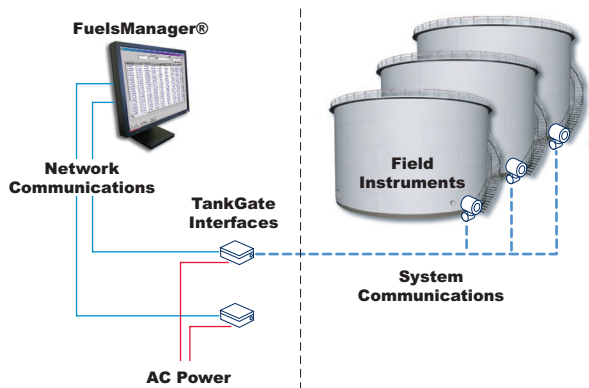 FuelsManager®
Network
Communications
TankGate
Interfaces
AC Power
Field
Instruments
System
Communications